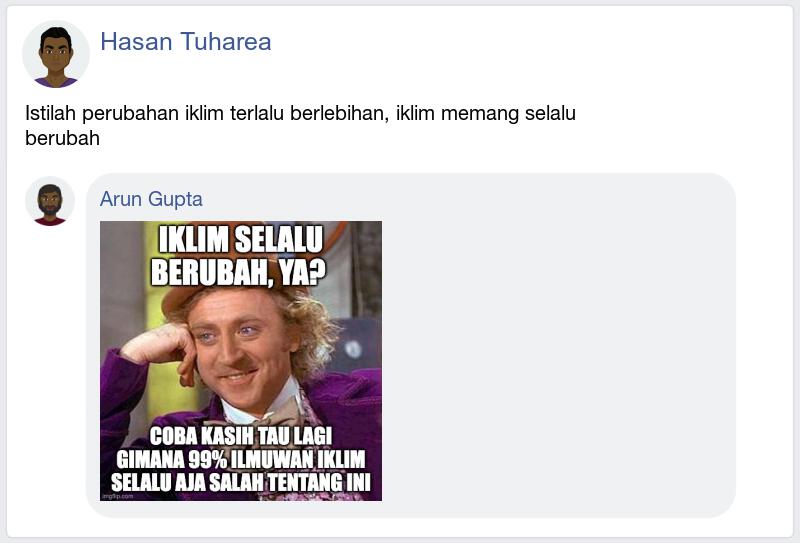 Hasan Tuharea
Istilah perubahan iklim terlalu berlebihan, iklim memang selalu
berubah
Arun Gupta
IKLIM SELALU
BERUBAH, YA?
COBA KASIH TAU LAGI
GIMANA 99% ILMUWAN IKLIM
SELALU AJA SALAH TENTANG INI
imgflip.com